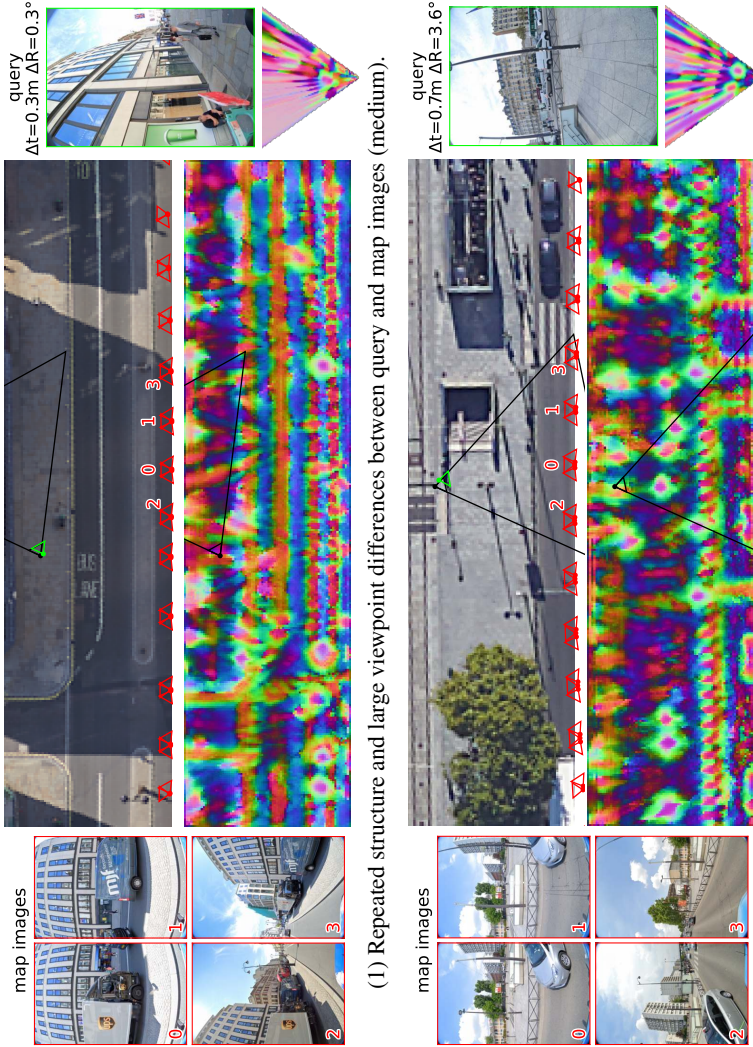 map images
0
1
2
3
2
0
1
3
BUS
LANE
query
Δt=0.3m ΔR=0.3°
(1) Repeated structure and large viewpoint differences between query and map images (medium).
map images
0
1
2
3
2
0
1
3
query
Δt=0.7m ΔR=3.6°